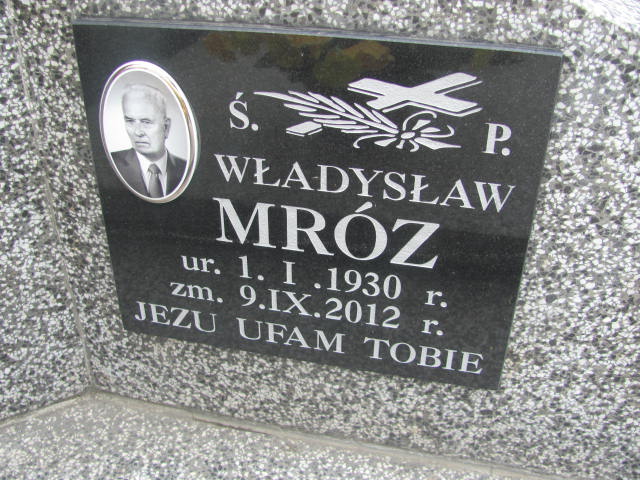 Ś. P.
WŁADYSŁAW
MRÓZ
ur. 1. I .1930 r.
zm. 9.IX.2012 r.
JEZU UFAM TOBIE